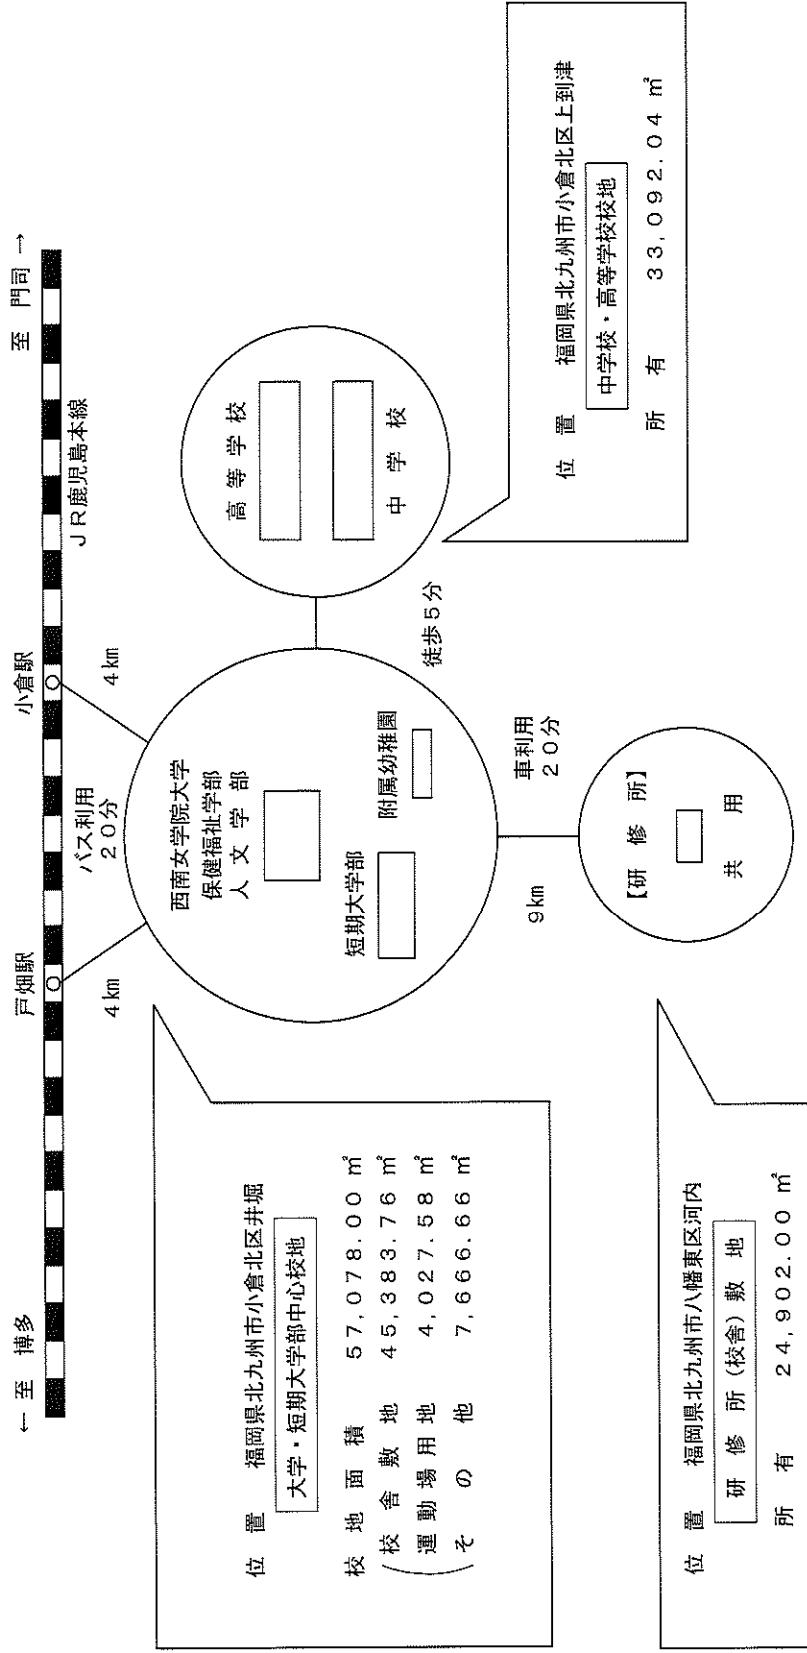 ←至 博多
戸畑駅
小倉駅
至 門司→
JR鹿児島本線
4km
バス利用
20分
4km
西南女学院大学
保健福祉学部
人文学部
短期大学部
附属幼稚園
高等学校
中学校
徒歩5分
9km
車利用
20分
【研修所】
共用
位置 福岡県北九州市小倉北区井堀
大学・短期大学部中心校地
校地面積 57,078.00㎡
校舎敷地 45,383.76㎡
運動場用地 4,027.58㎡
その他 7,666.66㎡
位置 福岡県北九州市小倉北区上到津
中学校・高等学校校地
所有 33,092.04㎡
位置 福岡県北九州市八幡東区河内
研修所(校舎)敷地
所有 24,902.00㎡